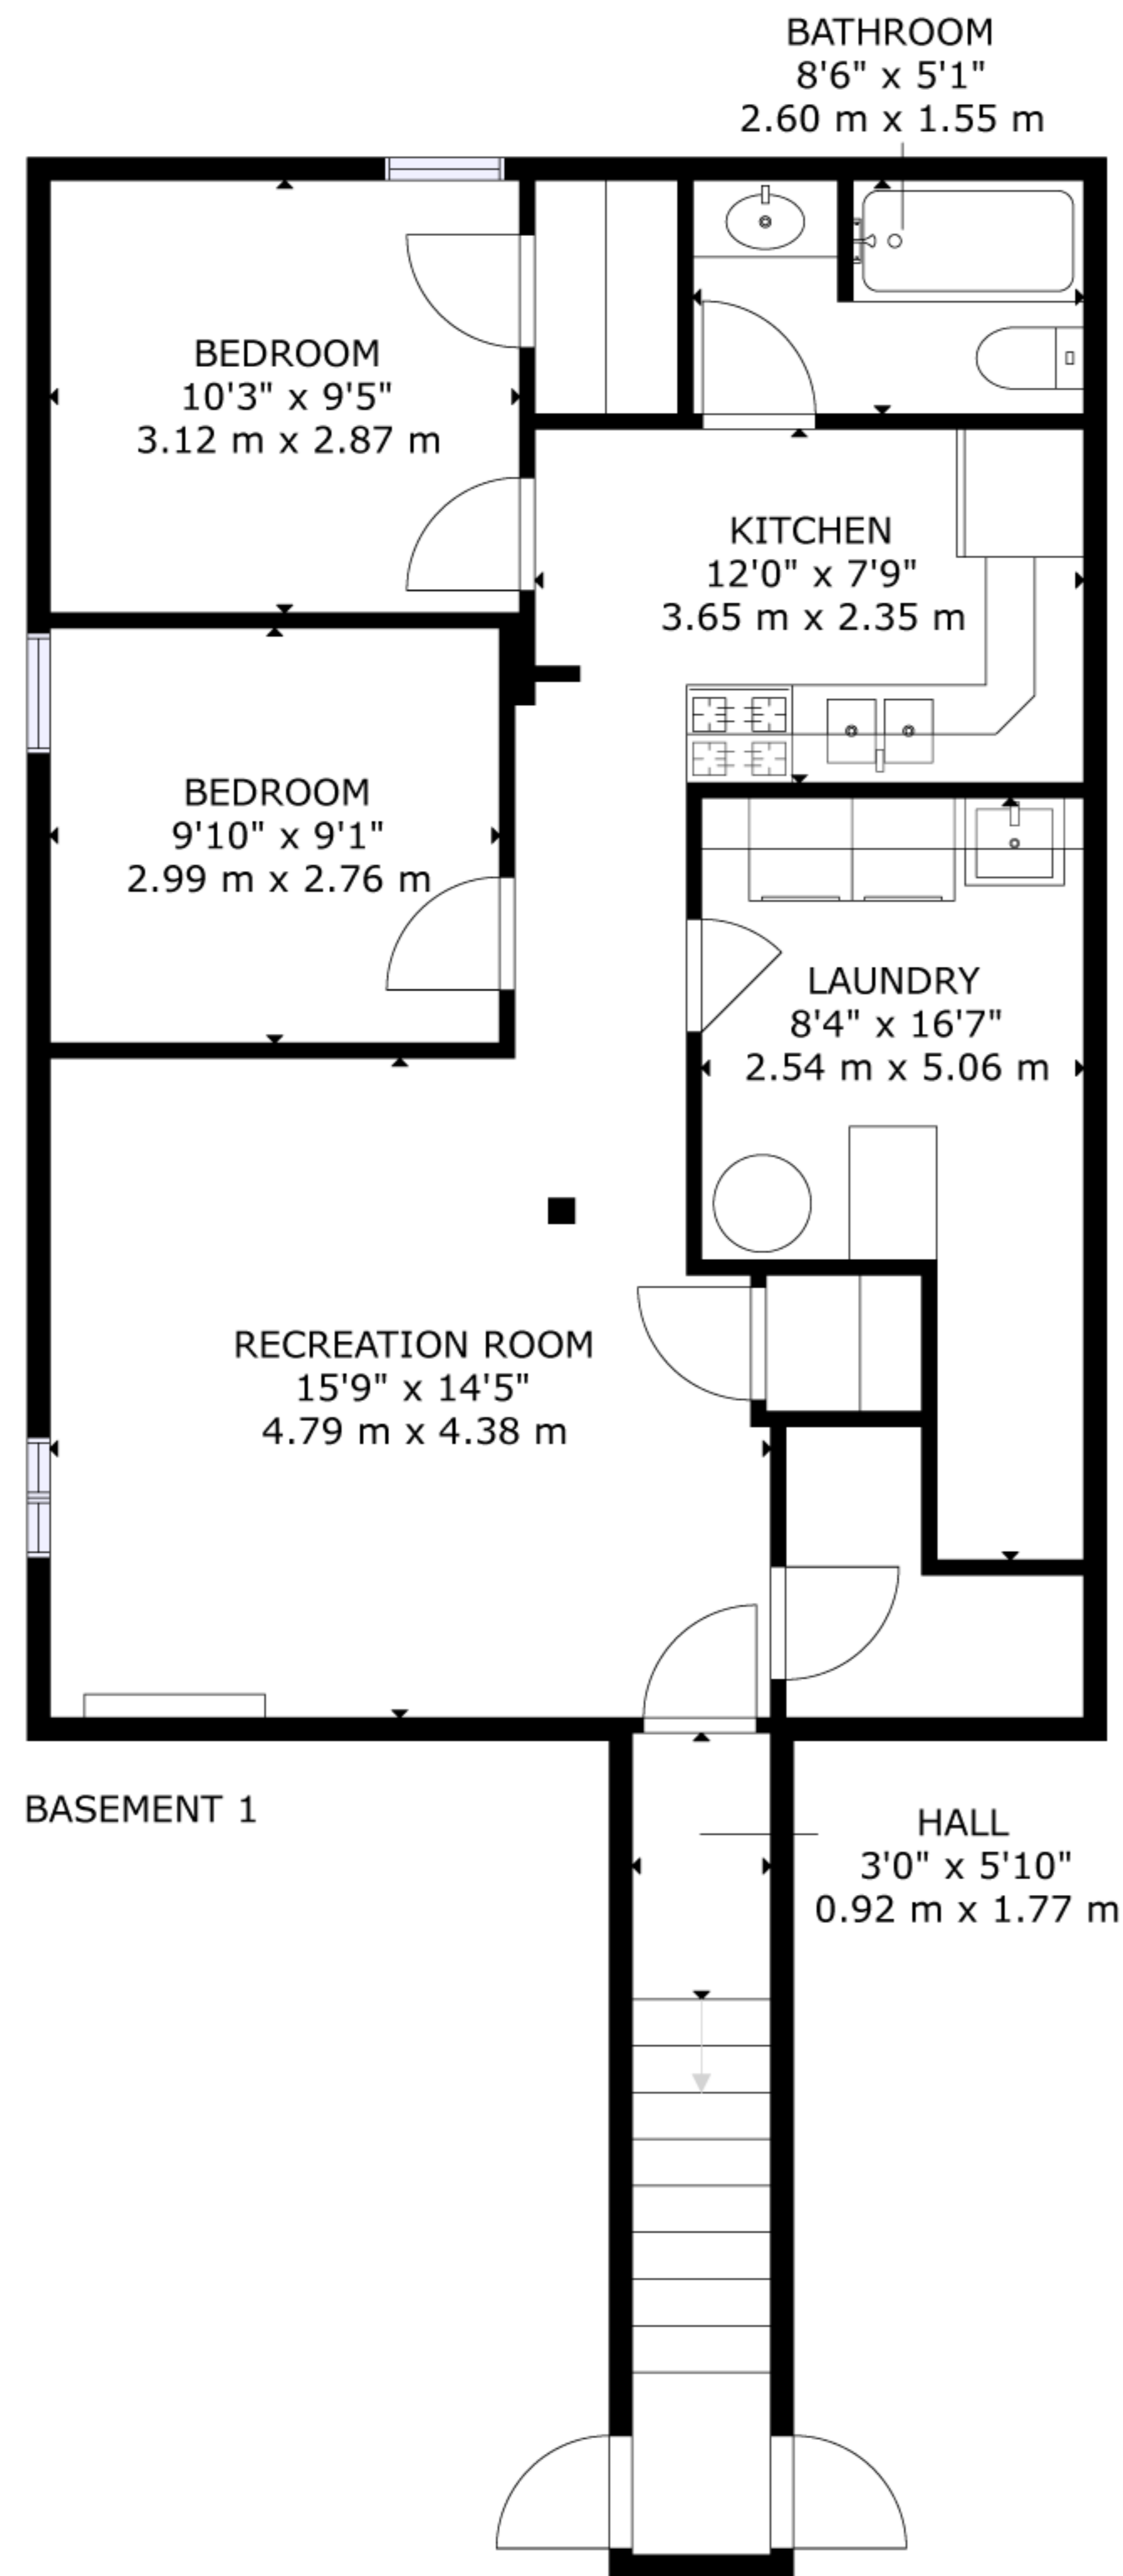 BATHROOM
8'6" x 5'1"
2.60 m x 1.55 m
BEDROOM
10'3" x 9'5"
3.12 m x 2.87 m
KITCHEN
12'0" x 7'9"
3.65 m x 2.35 m
BEDROOM
9'10" x 9'1"
2.99 m x 2.76 m
LAUNDRY
8'4" x 16'7"
2.54 m x 5.06 m
RECREATION ROOM
15'9" x 14'5"
4.79 m x 4.38 m
BASEMENT 1
HALL
3'0" x 5'10"
0.92 m x 1.77 m